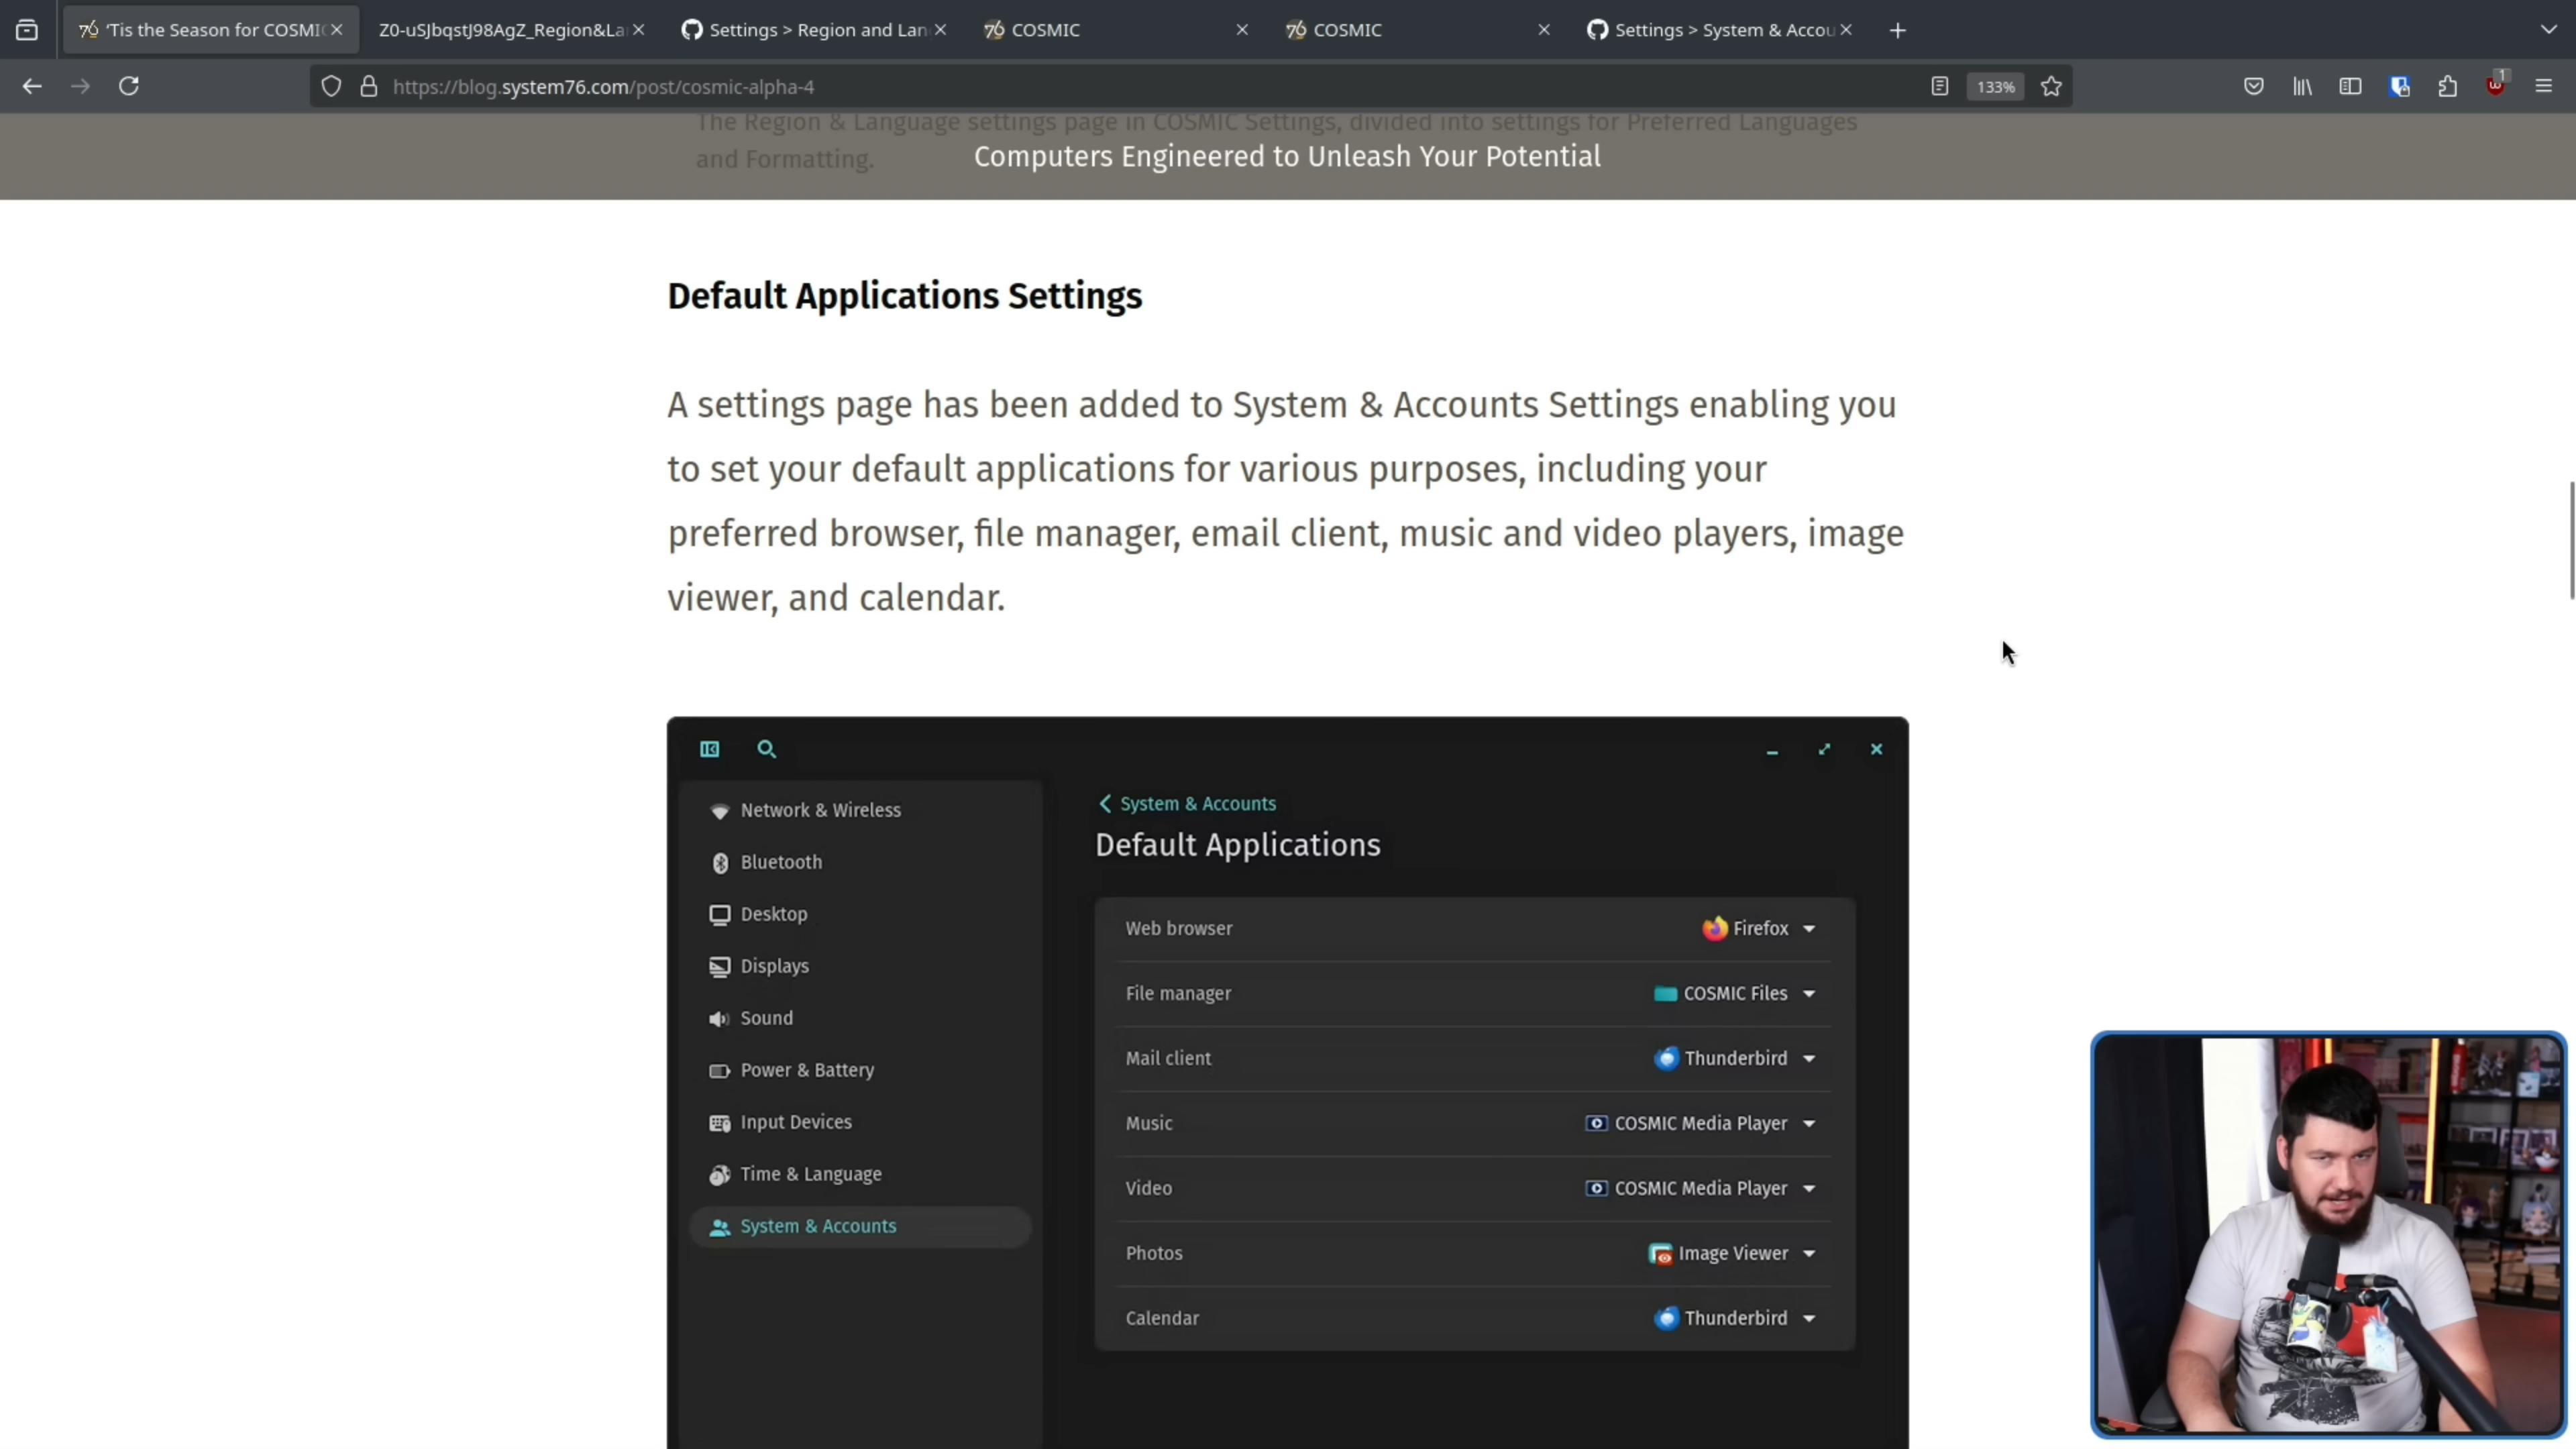 'Tis the Season for COSMIC
Z0-uSJbqstJ98AgZ_Region&La
Settings > Region and Lan
COSMIC
COSMIC
Settings > System & Accou
https://blog.system76.com/post/cosmic-alpha-4
133%
1
The Region & Language settings page in COSMIC Settings, divided into settings for Preferred Languages
and Formatting.
Computers Engineered to Unleash Your Potential
Default Applications Settings
A settings page has been added to System & Accounts Settings enabling you
to set your default applications for various purposes, including your
preferred browser, file manager, email client, music and video players, image
viewer, and calendar.
Network & Wireless
Bluetooth
Desktop
Displays
Sound
Power & Battery
Input Devices
Time & Language
System & Accounts
System & Accounts
Default Applications
Web browser Firefox
File manager COSMIC Files
Mail client Thunderbird
Music COSMIC Media Player
Video COSMIC Media Player
Photos Image Viewer
Calendar Thunderbird